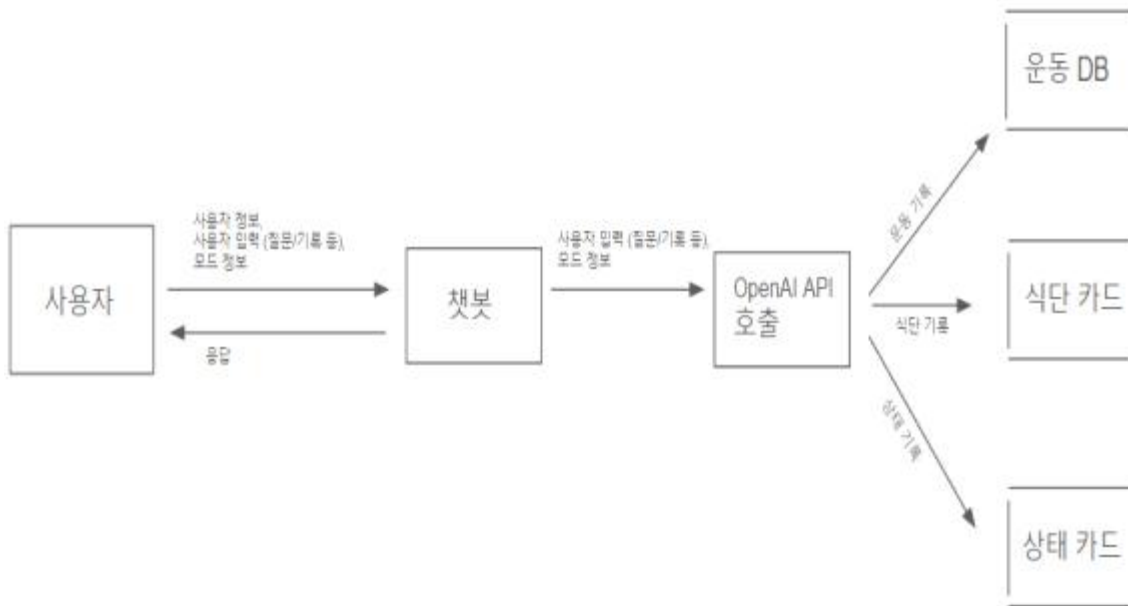 운동 DB
사용자 정보,
사용자 입력 (질문/기록 등),
모드 정보
사용자 입력 (질문/기록 등),
모드 정보
운동 기록
사용자
챗봇
OpenAI API
호출
식단 카드
식단 기록
응답
상태 기록
상태 카드